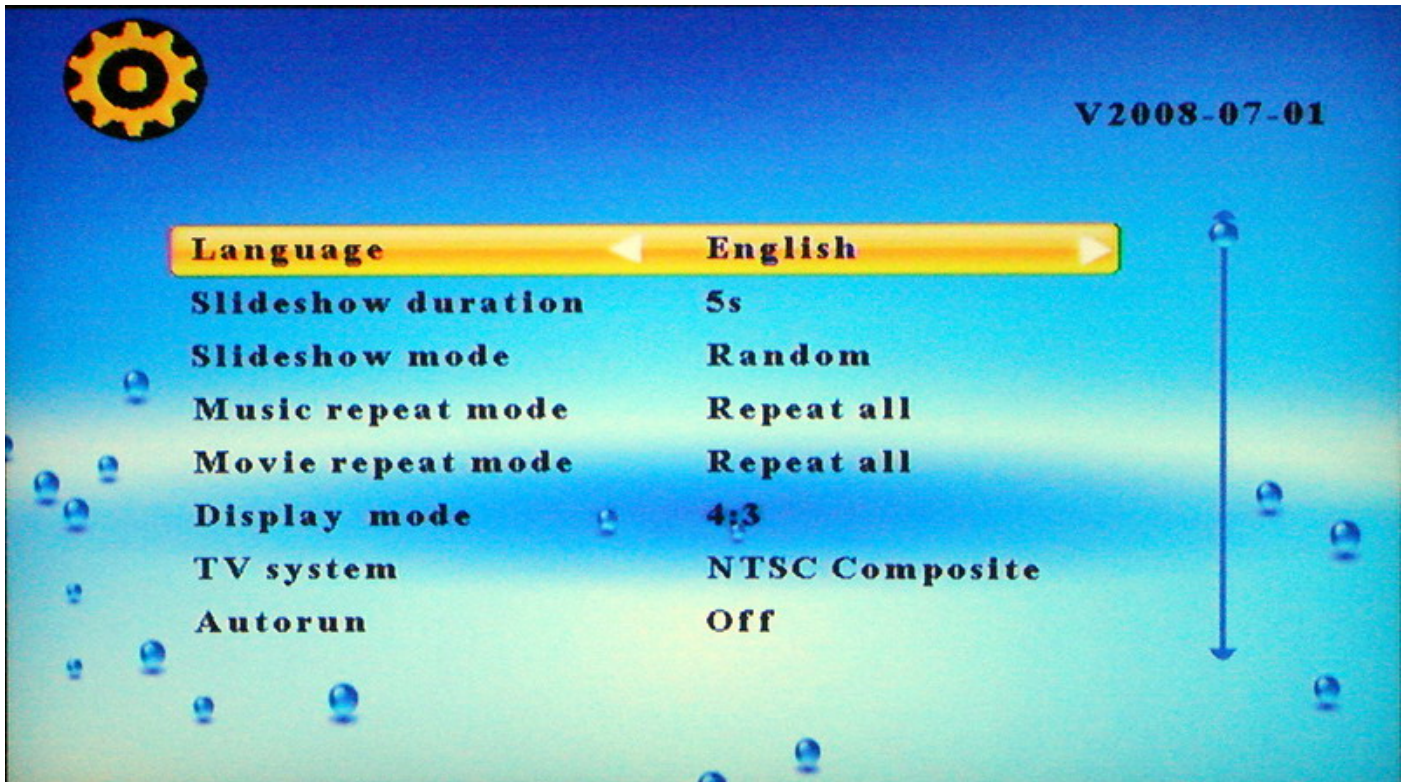 V2008-07-01
Language English
Slideshow duration 5s
Slideshow mode Random
Music repeat mode Repeat all
Movie repeat mode Repeat all
Display mode 4:3
TV system NTSC Composite
Autorun Off